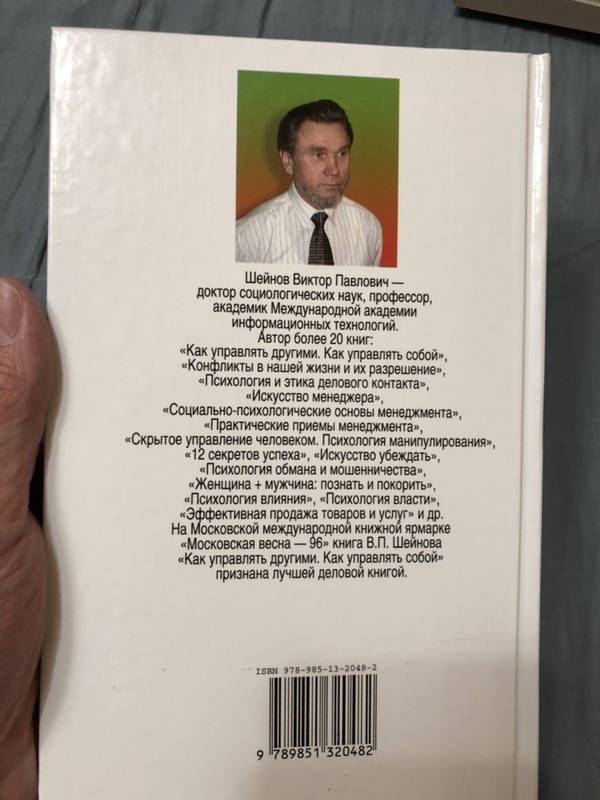 Шейнов Виктор Павлович —
доктор социологических наук, профессор,
академик Международной академии
информационных технологий.
Автор более 20 книг:
«Как управлять другими. Как управлять собой»,
«Конфликты в нашей жизни и их разрешение»,
«Психология и этика делового контакта»,
«Искусство менеджера»,
«Социально-психологические основы менеджмента»,
«Практические приемы менеджмента»,
«Скрытое управление человеком. Психология манипулирования»,
«12 секретов успеха», «Искусство убеждать»,
«Психология обмана и мошенничества»,
«Женщина + мужчина: познать и покорить»,
«Психология влияния», «Психология власти»,
«Эффективная продажа товаров и услуг» и др.
На Московской международной книжной ярмарке
«Московская весна — 96» книга В.П. Шейнова
«Как управлять другими. Как управлять собой»
признана лучшей деловой книгой.
ISBN 978-985-13-2048-2
9 789851 320482